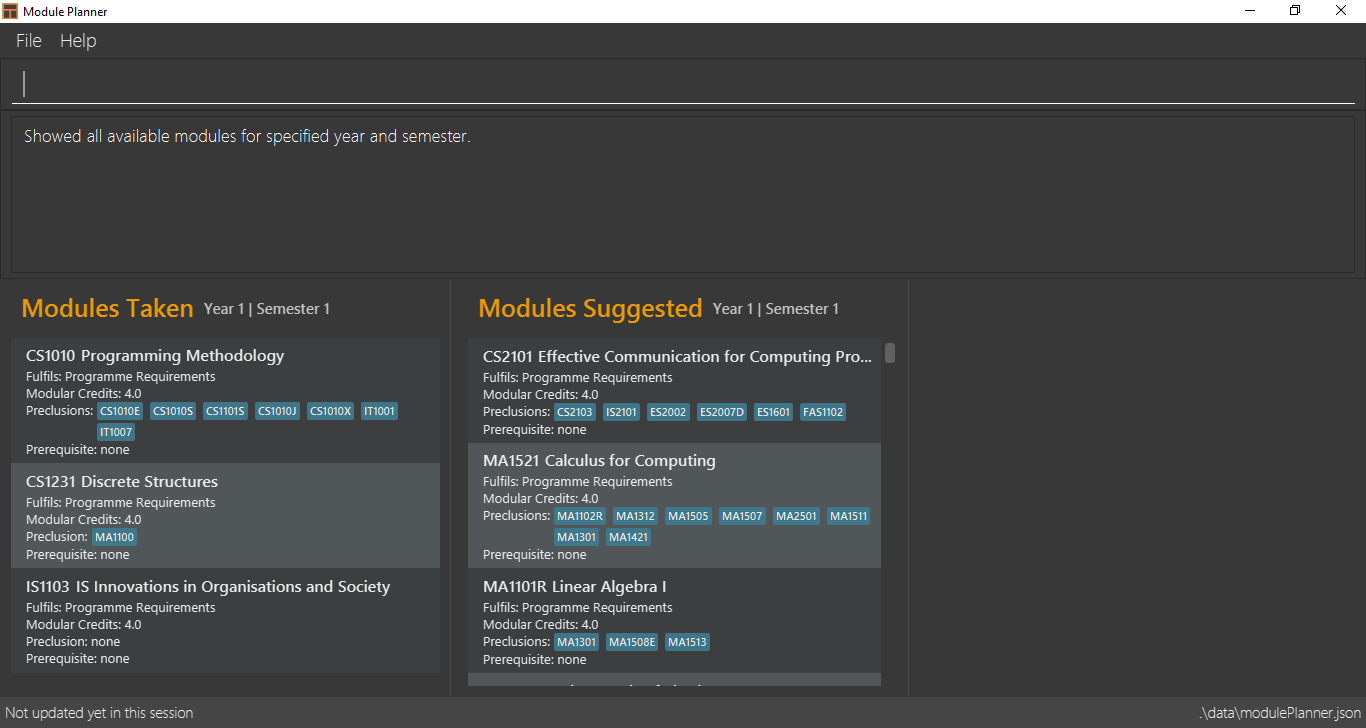 Module Planner
File Help
Showed all available modules for specified year and semester.
Modules Taken Year 1 | Semester 1
CS1010 Programming Methodology
Fulfils: Programme Requirements
Modular Credits: 4.0
Preclusions: CS1010E CS1010S CS1101S CS1010J CS1010X IT1001
IT1007
Prerequisite: none
CS1231 Discrete Structures
Fulfils: Programme Requirements
Modular Credits: 4.0
Preclusion: MA1100
Prerequisite: none
IS1103 IS Innovations in Organisations and Society
Fulfils: Programme Requirements
Modular Credits: 4.0
Preclusion: none
Prerequisite: none
Modules Suggested Year 1 | Semester 1
CS2101 Effective Communication for Computing Pro...
Fulfils: Programme Requirements
Modular Credits: 4.0
Preclusions: CS2103 IS2101 ES2002 ES2007D ES1601 FAS1102
Prerequisite: none
MA1521 Calculus for Computing
Fulfils: Programme Requirements
Modular Credits: 4.0
Preclusions: MA1102R MA1312 MA1505 MA1507 MA2501 MA1511
MA1301 MA1421
Prerequisite: none
MA1101R Linear Algebra I
Fulfils: Programme Requirements
Modular Credits: 4.0
Preclusions: MA1301 MA1508E MA1513
Prerequisite: none
Not updated yet in this session
.\data\modulePlanner.json